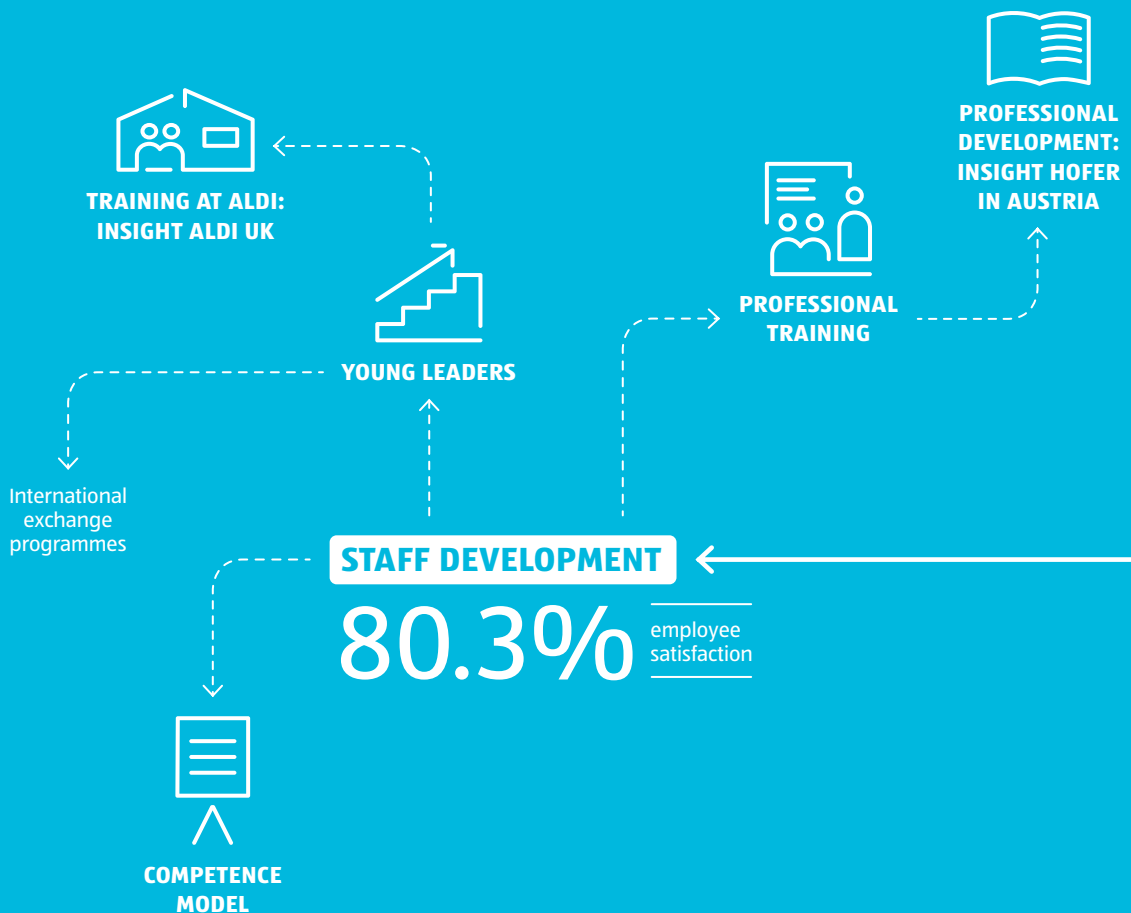 PROFESSIONAL
DEVELOPMENT:
INSIGHT HOFER
IN AUSTRIA
TRAINING AT ALDI:
INSIGHT ALDI UK
PROFESSIONAL
TRAINING
YOUNG LEADERS
International
exchange
programmes
STAFF DEVELOPMENT
80.3%
employee
satisfaction
COMPETENCE
MODEL